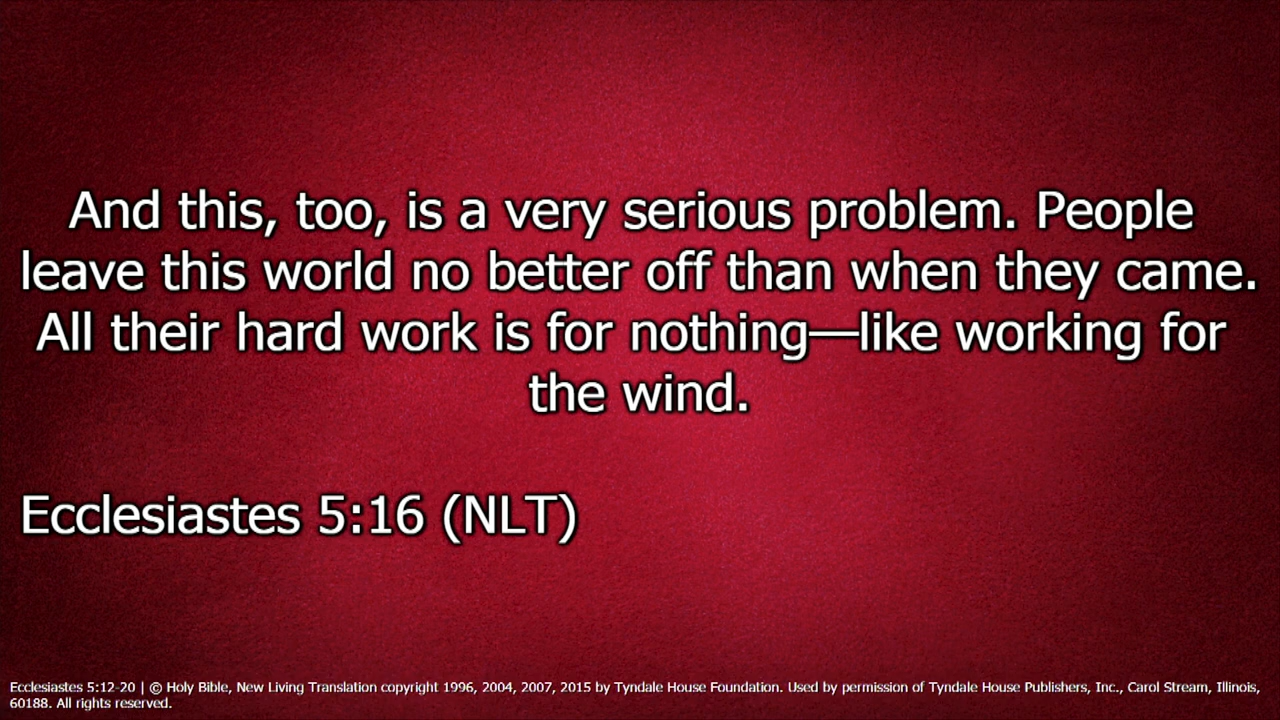 And this, too, is a very serious problem. People
leave this world no better off than when they came.
All their hard work is for nothing—like working for
the wind.
Ecclesiastes 5:16 (NLT)
Ecclesiastes 5:12-20 | © Holy Bible, New Living Translation copyright 1996, 2004, 2007, 2015 by Tyndale House Foundation. Used by permission of Tyndale House Publishers, Inc., Carol Stream, Illinois,
60188. All rights reserved.